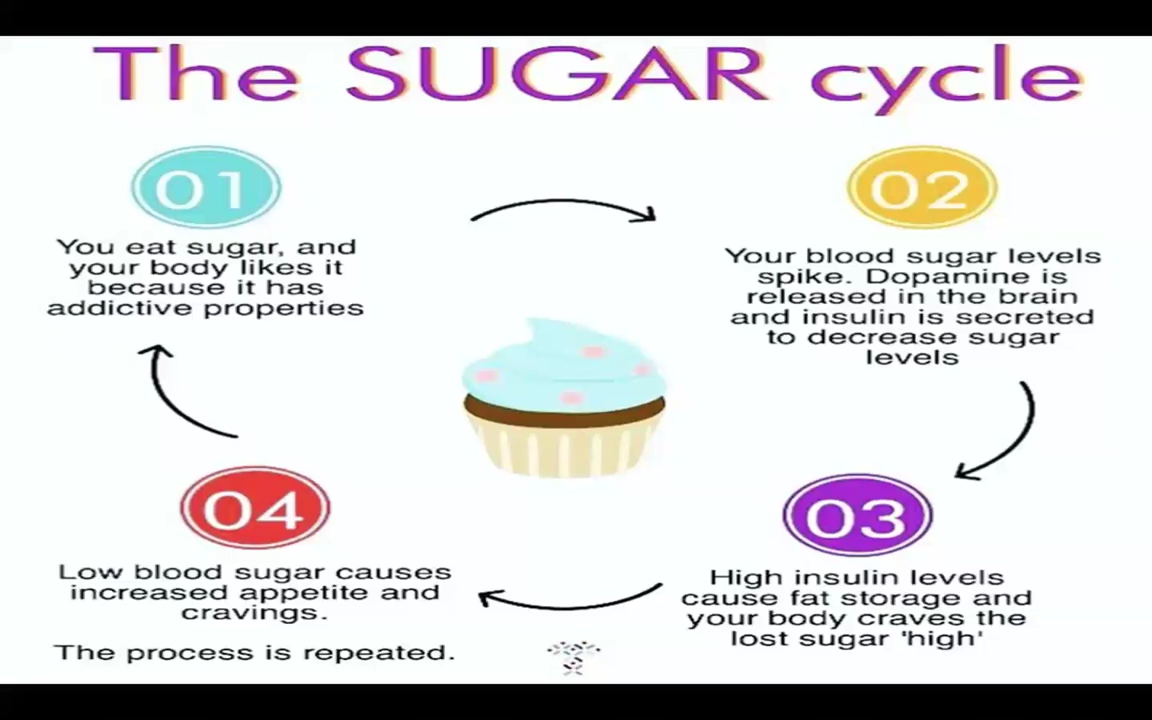 The SUGAR cycle
01
You eat sugar, and
your body likes it
because it has
addictive properties
02
Your blood sugar levels
spike. Dopamine is
released in the brain
and insulin is secreted
to decrease sugar
levels
03
High insulin levels
cause fat storage and
your body craves the
lost sugar 'high'
04
Low blood sugar causes
increased appetite and
cravings.
The process is repeated.